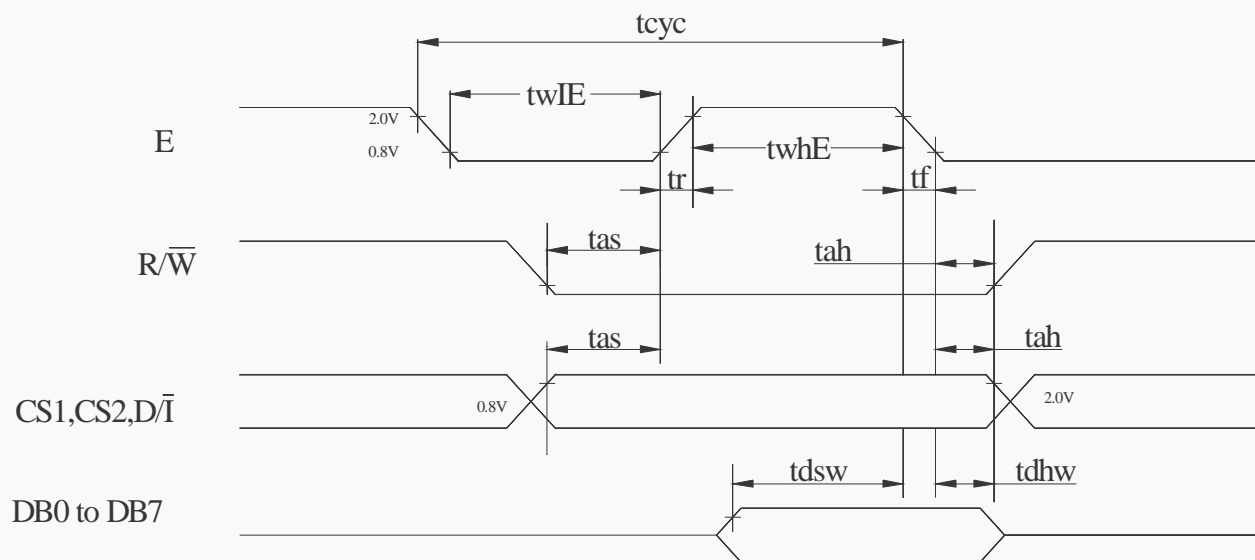 tcyc
twIE
2.0V
E
0.8V
twhE
tr
tf
tas
R/W̅
tah
tas
tah
CS1,CS2,D/I̅
0.8V
2.0V
tdsw
tdhw
DB0 to DB7